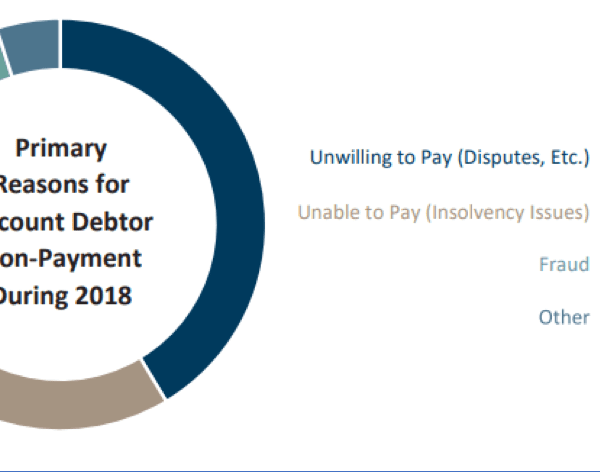 Primary
Reasons for
count Debtor
on-Payment
During 2018
Unwilling to Pay (Disputes, Etc.)
Unable to Pay (Insolvency Issues)
Fraud
Other